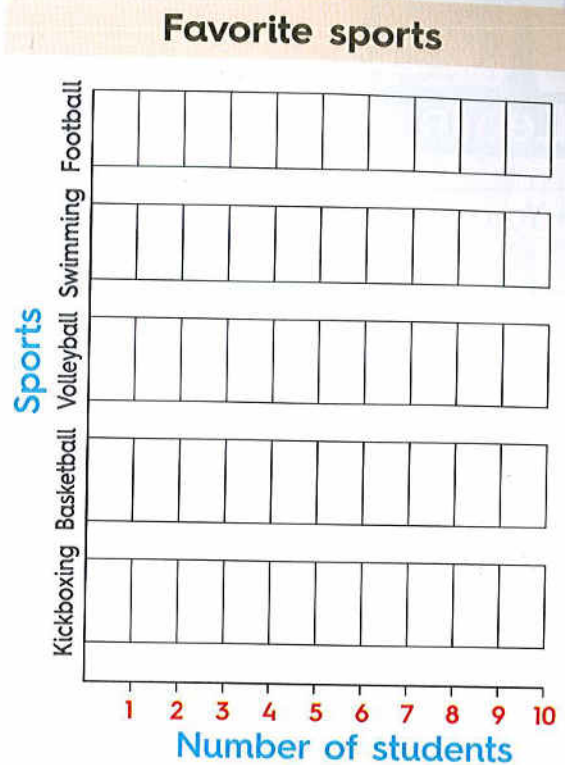 Favorite sports
Sports
Football
Swimming
Volleyball
Basketball
Kickboxing
1 2 3 4 5 6 7 8 9 10
Number of students